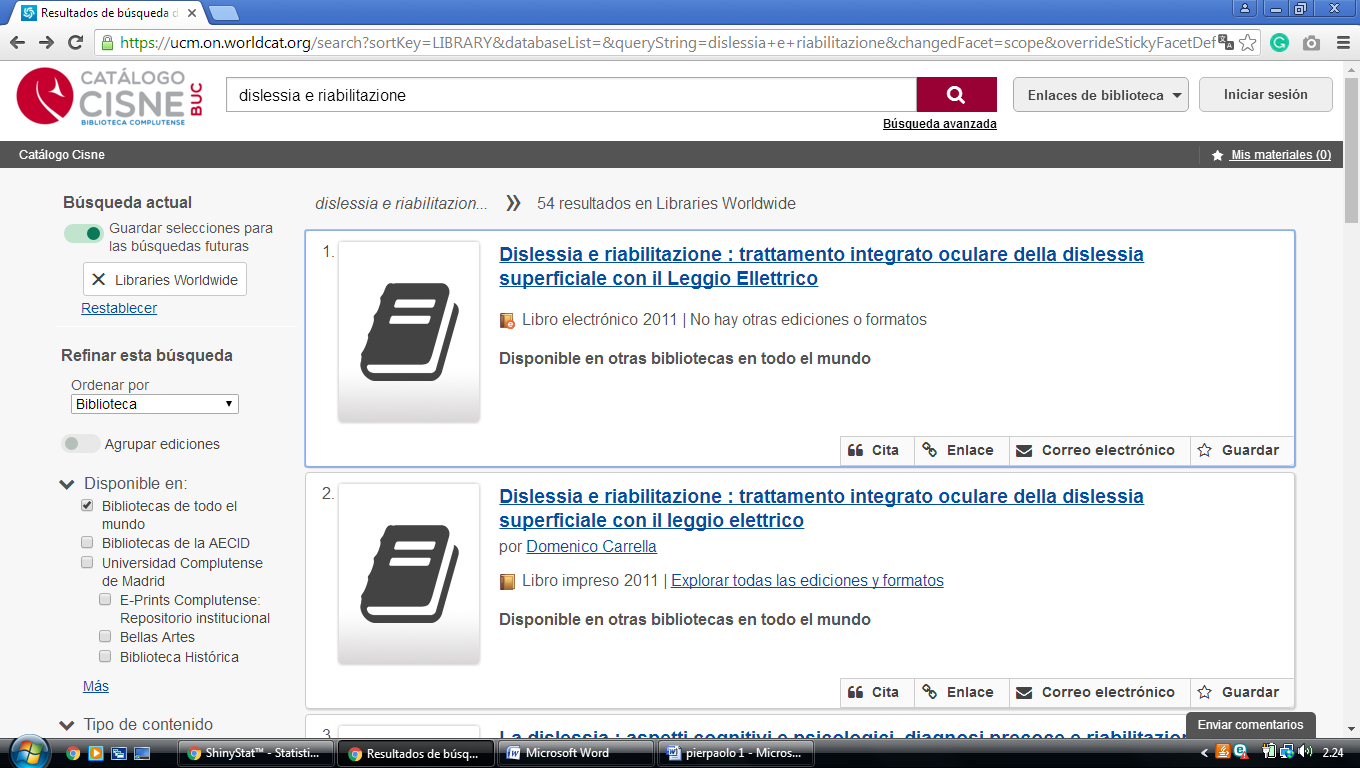 Resultados de búsqueda d
https://ucm.on.worldcat.org/search?sortKey=LIBRARY&databaseList=&queryString=dislessia+e+riabilitazione&changedFacet=scope&overrideStickyFacetDef
CATÁLOGO
CISNE
BUC
BIBLIOTECA COMPLUTENSE
dislessia e riabilitazione
Enlaces de biblioteca
Iniciar sesión
Búsqueda avanzada
Catálogo Cisne
Mis materiales (0)
Búsqueda actual
Guardar selecciones para
las búsquedas futuras
Libraries Worldwide
Restablecer
Refinar esta búsqueda
Ordenar por
Biblioteca
Agrupar ediciones
Disponible en:
Bibliotecas de todo el
mundo
Bibliotecas de la AECID
Universidad Complutense
de Madrid
E-Prints Complutense:
Repositorio institucional
Bellas Artes
Biblioteca Histórica
Más
Tipo de contenido
dislessia e riabilitazion... » 54 resultados en Libraries Worldwide
1.
Dislessia e riabilitazione : trattamento integrato oculare della dislessia
superficiale con il Leggio Ellettrico
Libro electrónico 2011 | No hay otras ediciones o formatos
Disponible en otras bibliotecas en todo el mundo
Cita Enlace Correo electrónico Guardar
2.
Dislessia e riabilitazione : trattamento integrato oculare della dislessia
superficiale con il leggio elettrico
por Domenico Carrella
Libro impreso 2011 | Explorar todas las ediciones y formatos
Disponible en otras bibliotecas en todo el mundo
Cita Enlace Correo electrónico Guardar
3.
La dislessia : aspetti cognitivi e psicologici, diagnosi precoce e riabilitazion
Enviar comentarios
ShinyStat™ - Statisti...
Resultados de búsq...
Microsoft Word
pierpaolo 1 - Micros...
2.24